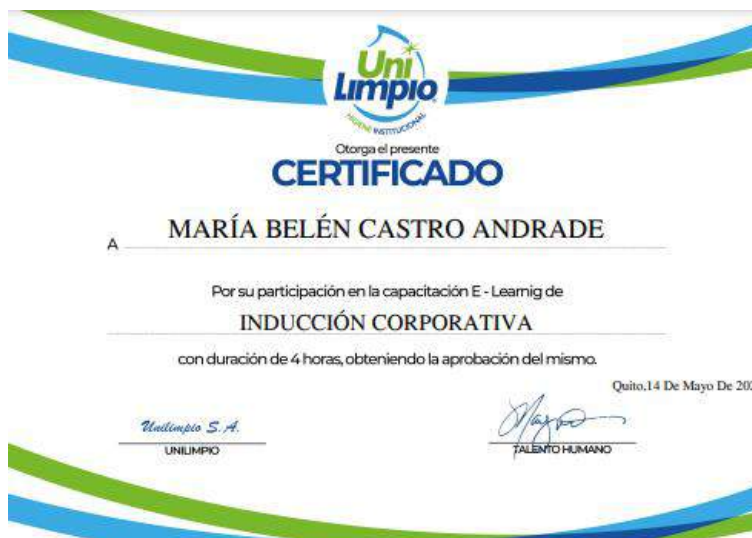 Uni
Limpio
HIGIENE INSTITUCIONAL
Otorga el presente
CERTIFICADO
A MARÍA BELÉN CASTRO ANDRADE
Por su participación en la capacitación E - Learnig de
INDUCCIÓN CORPORATIVA
con duración de 4 horas, obteniendo la aprobación del mismo.
Quito,14 De Mayo De 202
Unilimpio S. A.
UNILIMPIO
TALENTO HUMANO